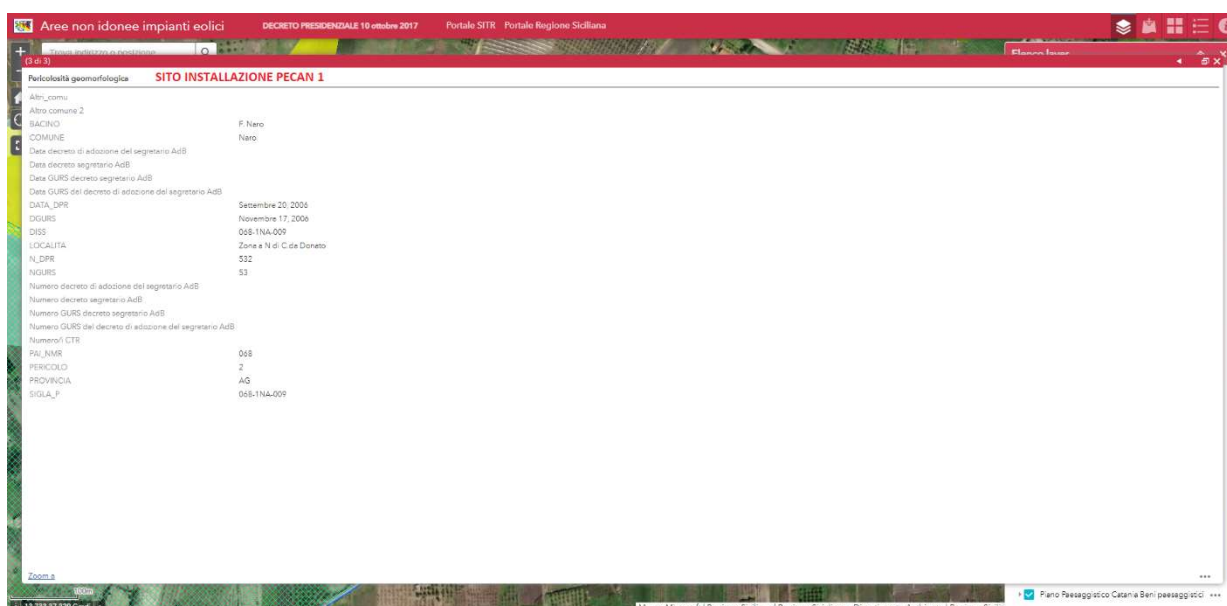 Aree non idonee impianti eolici DECRETO PRESIDENZIALE 10 ottobre 2017 Portale SITR Portale Regione Siciliana
Trova indirizzo o posizione
Elenco layer
(3 di 3)
Pericolosità geomorfologica SITO INSTALLAZIONE PECAN 1
Altri_comu
Altro comune 2
BACINO F. Naro
COMUNE Naro
Data decreto di adozione del segretario AdB
Data decreto segretario AdB
Data GURS decreto segretario AdB
Data GURS del decreto di adozione del segretario AdB
DATA_DPR Settembre 20, 2006
DGURS Novembre 17, 2006
DISS 068-1NA-009
LOCALITA Zona a N di C.da Donato
N_DPR 532
NGURS 53
Numero decreto di adozione del segretario AdB
Numero decreto segretario AdB
Numero GURS decreto segretario AdB
Numero GURS del decreto di adozione del segretario AdB
Numero/i CTR
PAI_NMR 068
PERICOLO 2
PROVINCIA AG
SIGLA_P 068-1NA-009
Zoom a
100m
Piano Paesaggistico Catania Beni paesaggistici